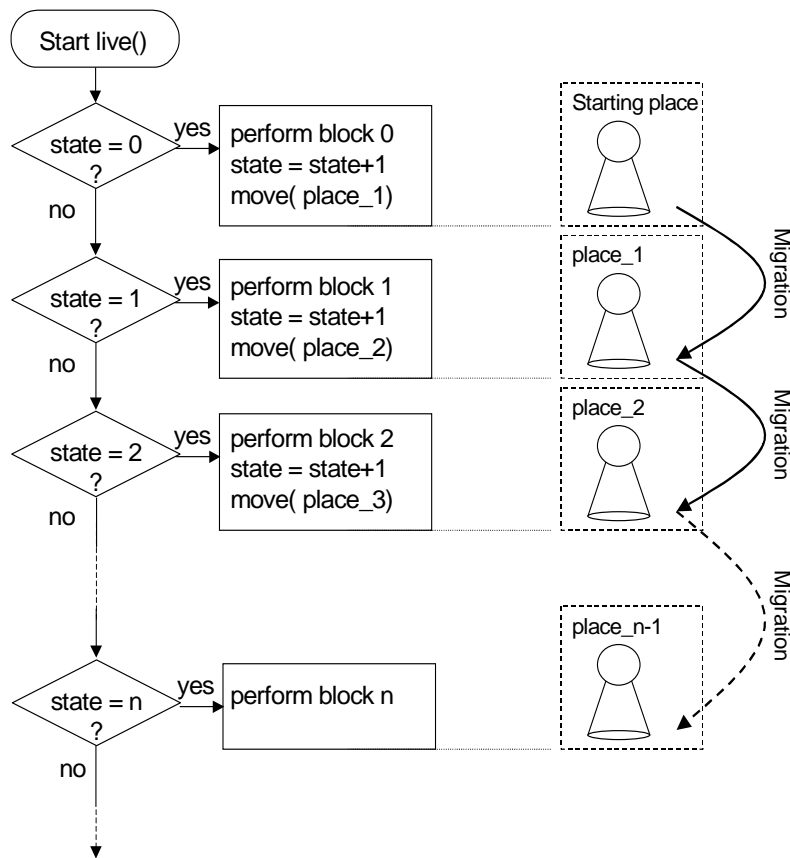 Start live()
state = 0
?
yes
no
perform block 0
state = state+1
move( place_1)
Starting place
Migration
state = 1
?
yes
no
perform block 1
state = state+1
move( place_2)
place_1
Migration
state = 2
?
yes
no
perform block 2
state = state+1
move( place_3)
place_2
Migration
state = n
?
yes
no
perform block n
place_n-1